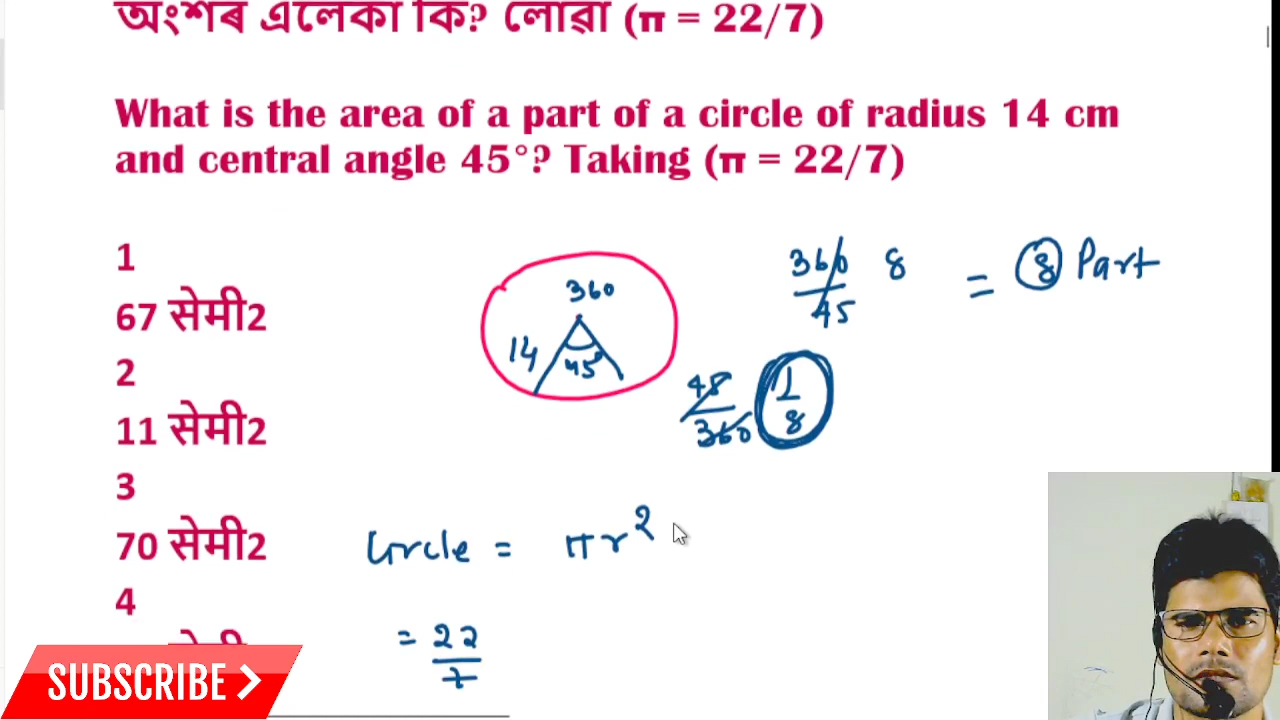 অংশৰ এলেকা কি? লোৱা (π = 22/7)
What is the area of a part of a circle of radius 14 cm
and central angle 45°? Taking (π = 22/7)
1
67 सेमी2
2
11 सेमी2
3
70 सेमी2
4
360
14
45°
360/45 8 = 8 Part
45/360 1/8
Circle = πr²
= 22/7
SUBSCRIBE